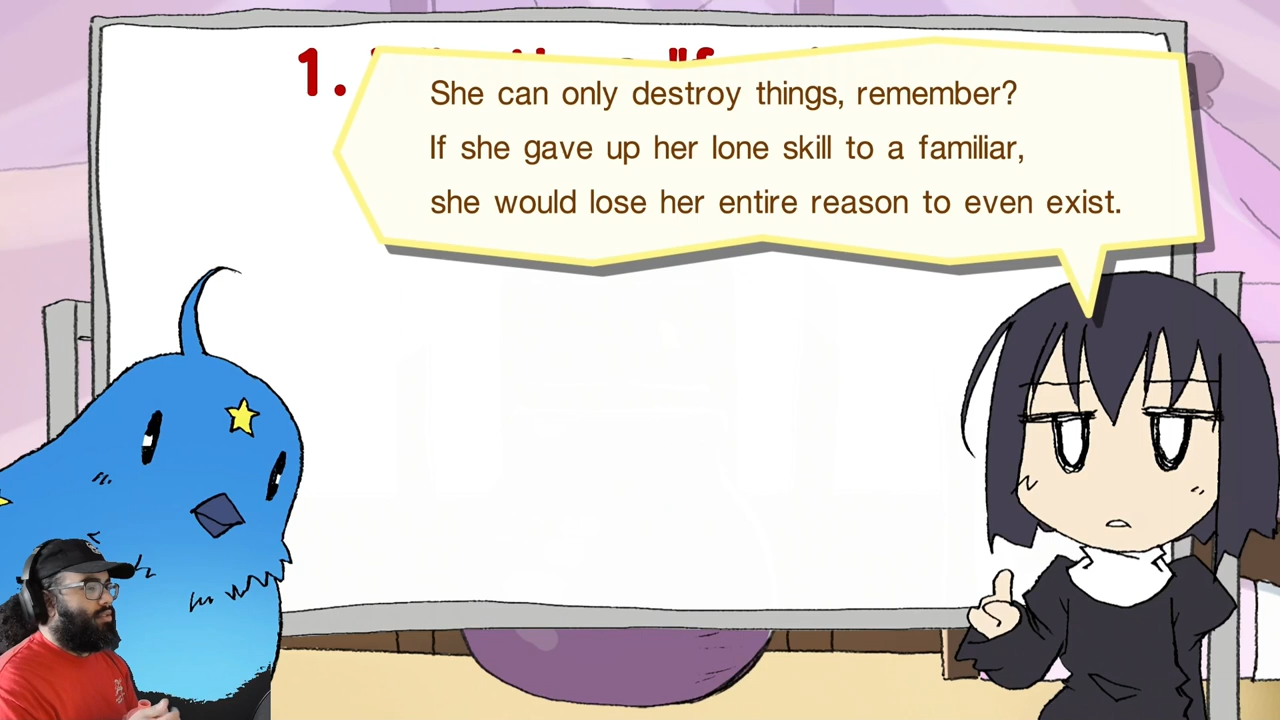 1.
She can only destroy things, remember?
If she gave up her lone skill to a familiar,
she would lose her entire reason to even exist.